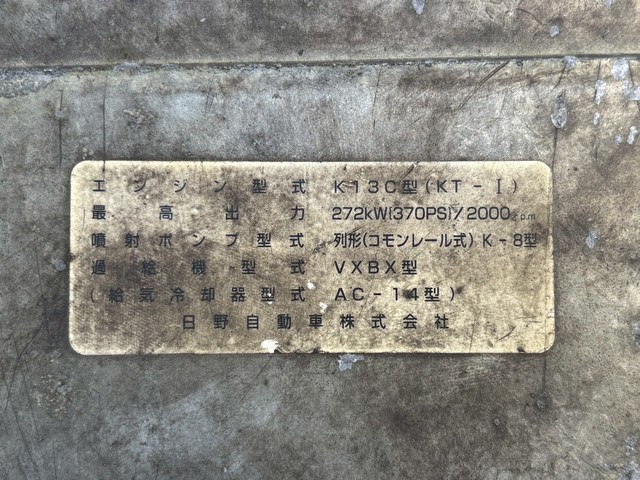 エンジン型式 K13C型(KT-Ⅰ)
最高出力 272kW[370PS]/2000r.p.m
噴射ポンプ型式 列形(コモンレール式) K-8型
過給機型式 VXBX型
(給気冷却器型式 AC-14型)
日野自動車株式会社